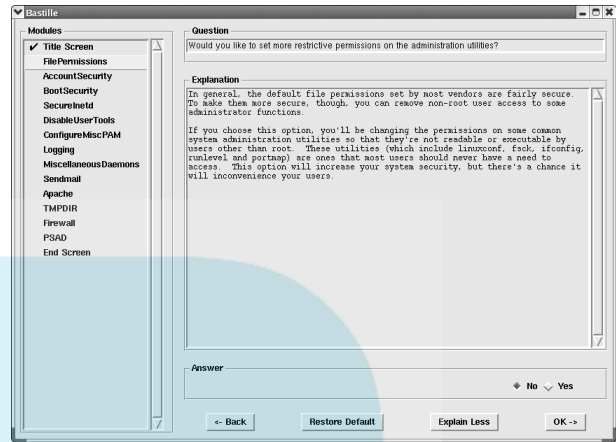 Bastille
Modules
Title Screen
FilePermissions
AccountSecurity
BootSecurity
SecureInetd
DisableUserTools
ConfigureMiscPAM
Logging
MiscellaneousDaemons
Sendmail
Apache
TMPDIR
Firewall
PSAD
End Screen
Question
Would you like to set more restrictive permissions on the administration utilities?
Explanation
In general, the default file permissions set by most vendors are fairly secure.
To make them more secure, though, you can remove non-root user access to some
administrator functions.
If you choose this option, you'll be changing the permissions on some common
system administration utilities so that they're not readable or executable by
users other than root. These utilities (which include linuxconf, fsck, ifconfig,
runlevel and portmap) are ones that most users should never have a need to
access. This option will increase your system security, but there's a chance it
will inconvenience your users.
Answer
No Yes
<- Back Restore Default Explain Less OK ->